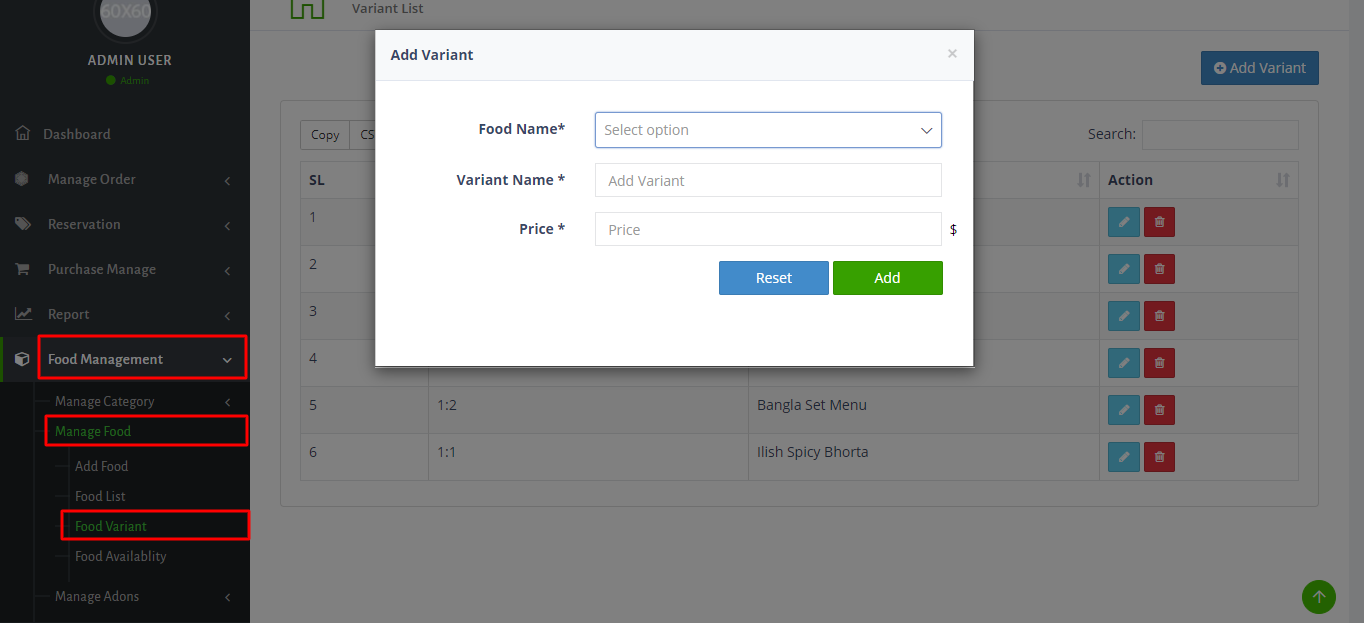 60X60
ADMIN USER
Admin
Dashboard
Manage Order
Reservation
Purchase Manage
Report
Food Management
Manage Category
Manage Food
Add Food
Food List
Food Variant
Food Availablity
Manage Adons
Variant List
Add Variant
Add Variant ×
Food Name* Select option
Variant Name * Add Variant
Price * Price $
Reset Add
Copy CS
Search:
SL Action
1
2
3
4
5 1:2 Bangla Set Menu
6 1:1 Ilish Spicy Bhorta